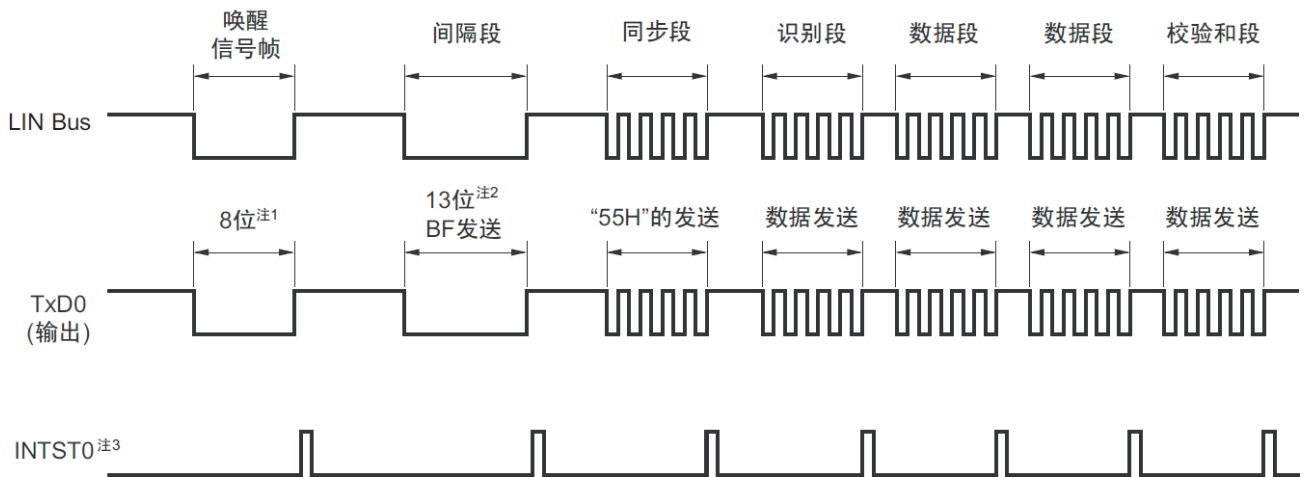 唤醒
信号帧
间隔段
同步段
识别段
数据段
数据段
校验和段
LIN Bus
8位注1
13位注2
BF发送
“55H”的发送
数据发送
数据发送
数据发送
数据发送
TxD0
(输出)
INTST0注3